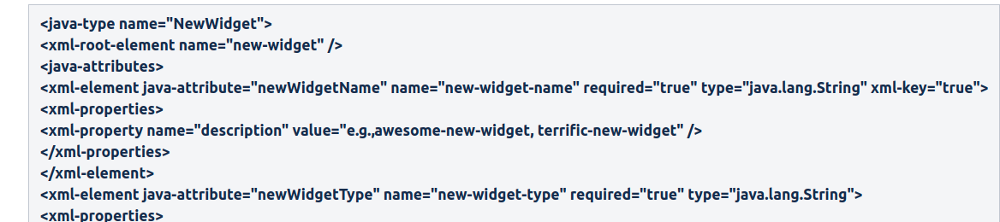 <java-type name="NewWidget">
<xml-root-element name="new-widget" />
<java-attributes>
<xml-element java-attribute="newWidgetName" name="new-widget-name" required="true" type="java.lang.String" xml-key="true">
<xml-properties>
<xml-property name="description" value="e.g.,awesome-new-widget, terrific-new-widget" />
</xml-properties>
</xml-element>
<xml-element java-attribute="newWidgetType" name="new-widget-type" required="true" type="java.lang.String">
<xml-properties>